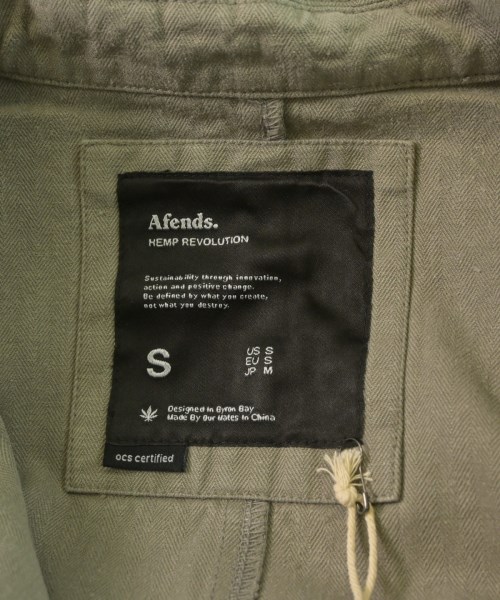 Afends.
HEMP REVOLUTION
Sustainability through innovation,
action and positive change.
Be defined by what you create,
not what you destroy.
S
US S
EU S
JP M
Designed in Byron Bay
Made By Our Mates In China
ocs certified